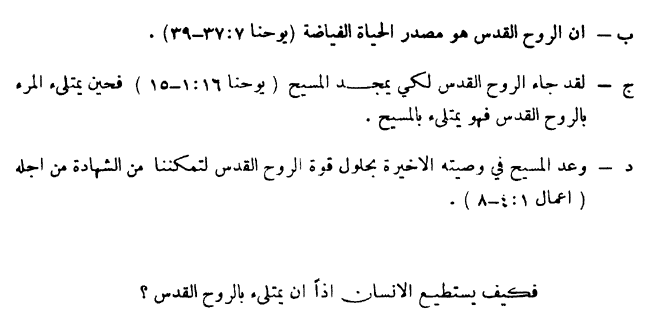 ب – ان الروح القدس هو مصدر الحياة الفياضة (يوحنا ٧:٣٧–٣٩) .
ج – لقد جاء الروح القدس لكي يمجـد المسيح ( يوحنا ١٦:١–١٥ ) فحين يمتلىء المرء
بالروح القدس فهو يمتلىء بالمسيح .
د – وعد المسيح في وصيته الاخيرة بحلول قوة الروح القدس لتمكننا من الشهادة من اجله
( اعمال ١:٤–٨ ) .
فكيف يستطيع الانسان اذاً ان يمتلىء بالروح القدس ؟